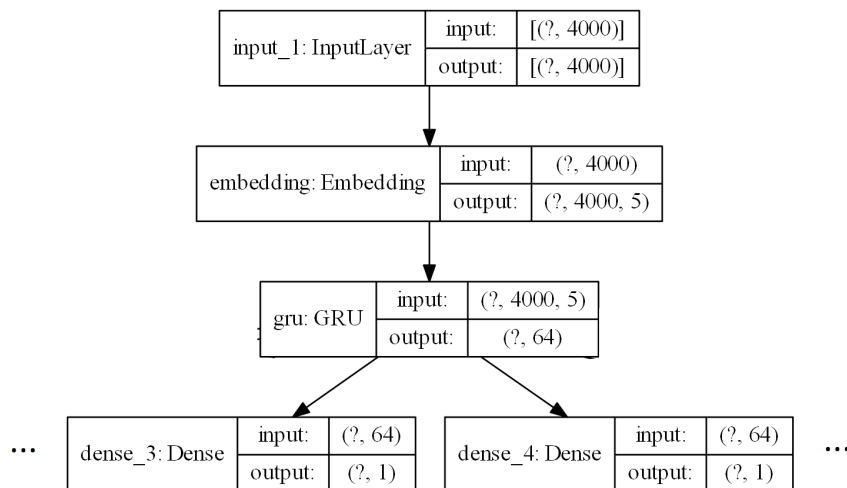 input_1: InputLayer
input: [(?, 4000)]
output: [(?, 4000)]
embedding: Embedding
input: (?, 4000)
output: (?, 4000, 5)
gru: GRU
input: (?, 4000, 5)
output: (?, 64)
...
dense_3: Dense
input: (?, 64)
output: (?, 1)
dense_4: Dense
input: (?, 64)
output: (?, 1)
...